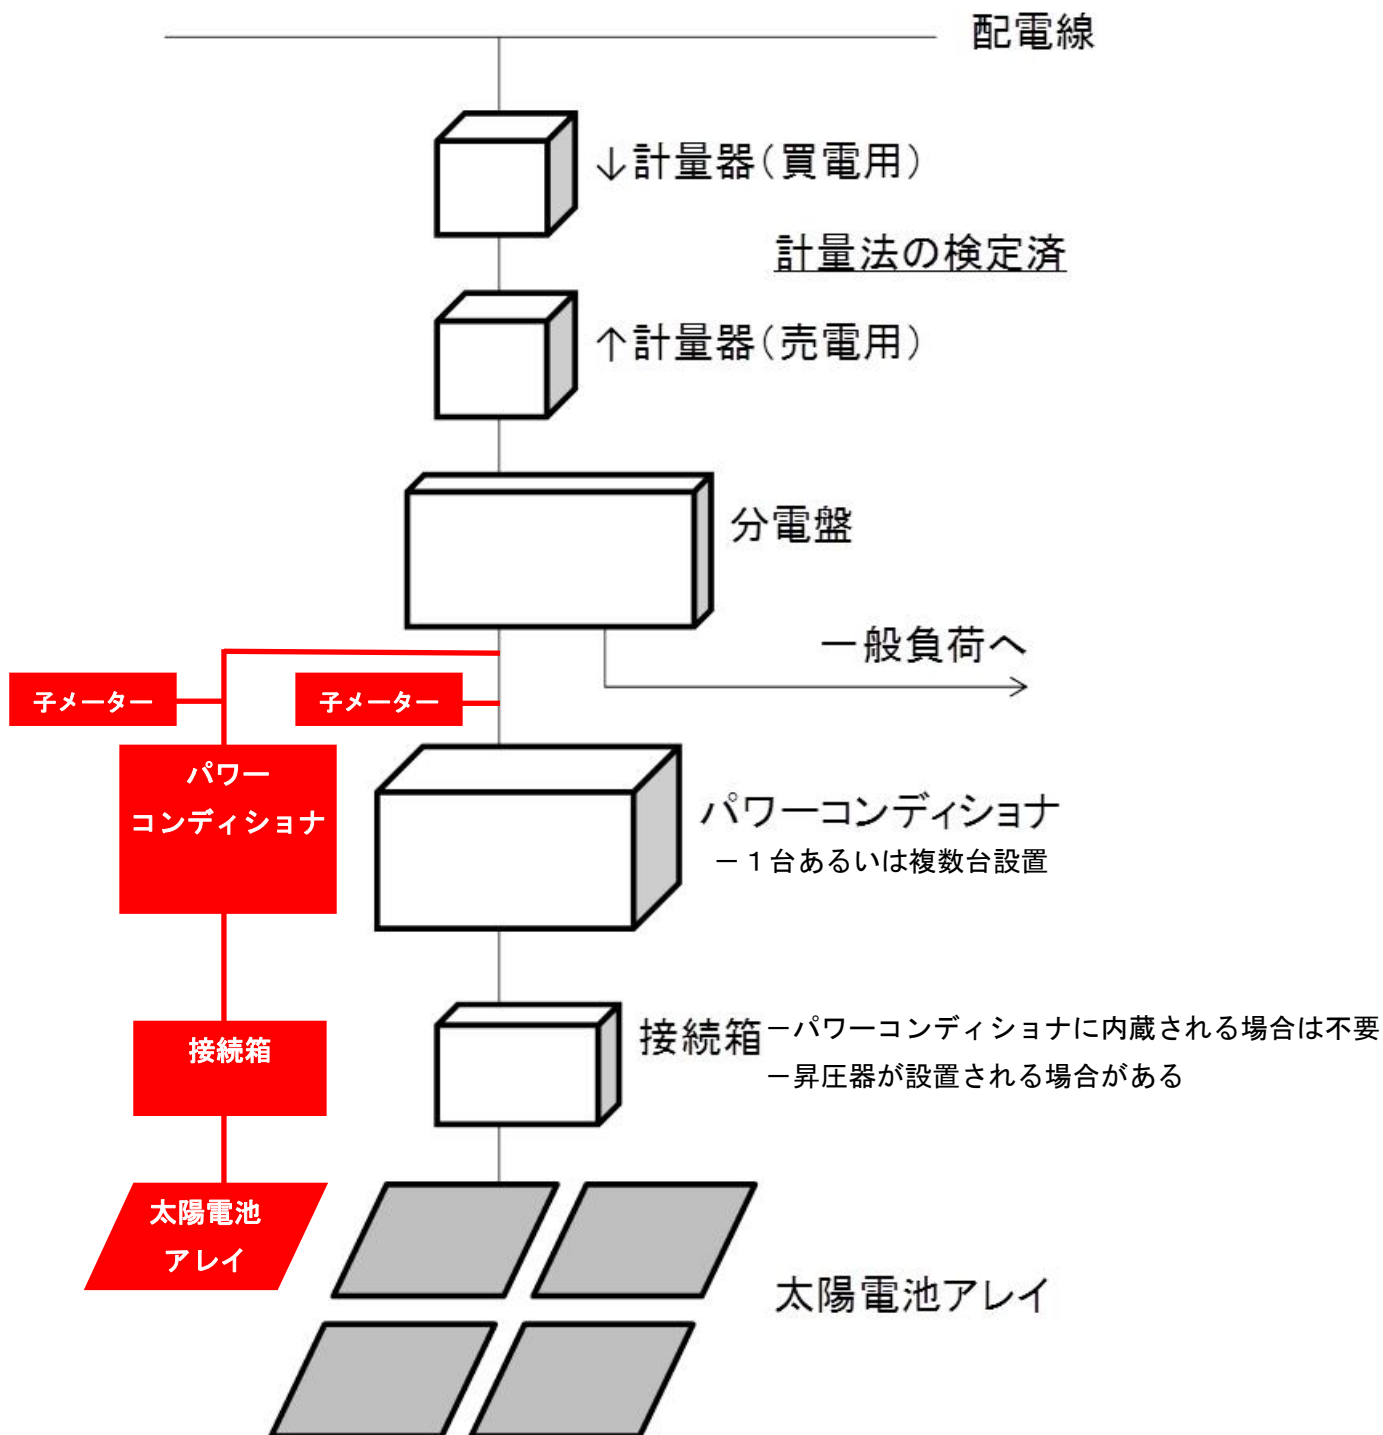 配電線
↓計量器(買電用)
計量法の検定済
↑計量器(売電用)
分電盤
一般負荷へ
子メーター
子メーター
パワー
コンディショナ
パワーコンディショナ
－１台あるいは複数台設置
接続箱
接続箱
－パワーコンディショナに内蔵される場合は不要
－昇圧器が設置される場合がある
太陽電池
アレイ
太陽電池アレイ